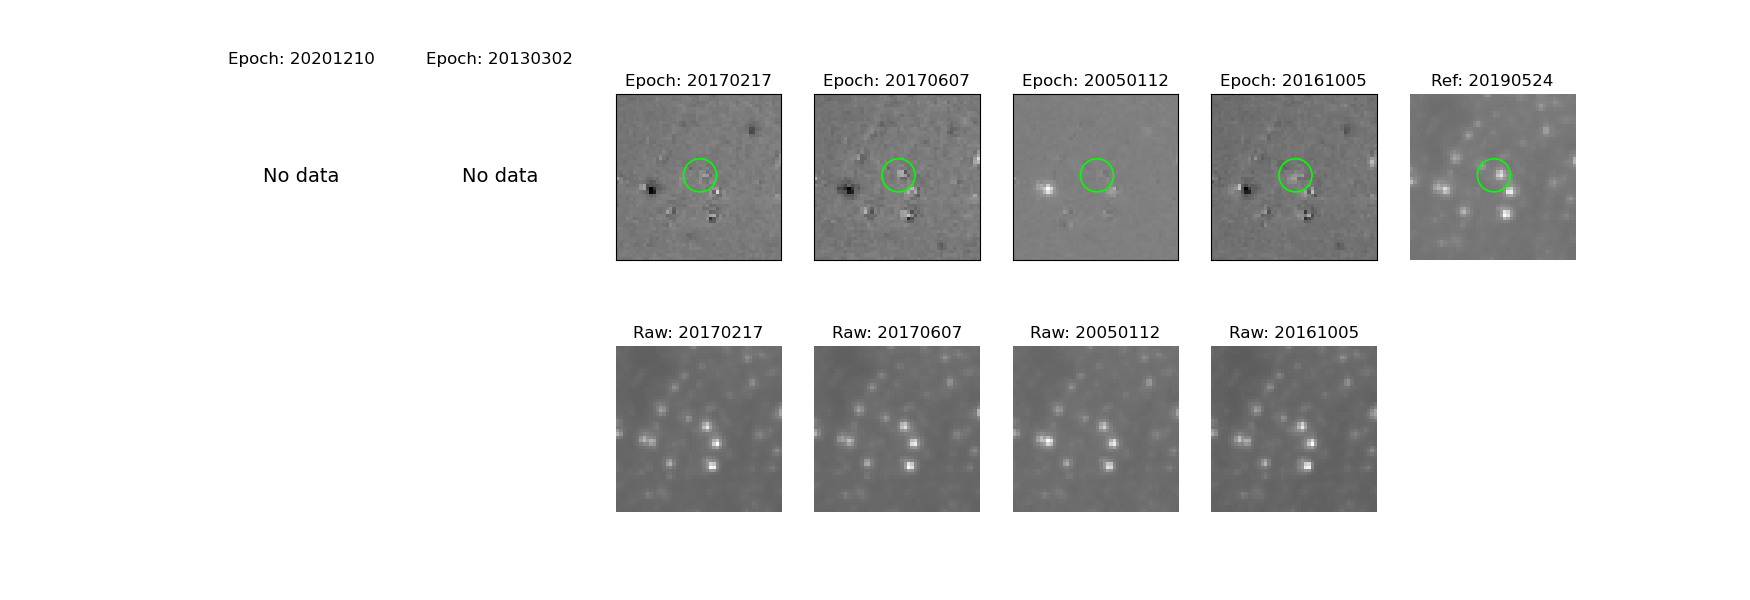 Epoch: 20201210
Epoch: 20130302
Epoch: 20170217
Epoch: 20170607
Epoch: 20050112
Epoch: 20161005
Ref: 20190524
No data
No data
Raw: 20170217
Raw: 20170607
Raw: 20050112
Raw: 20161005